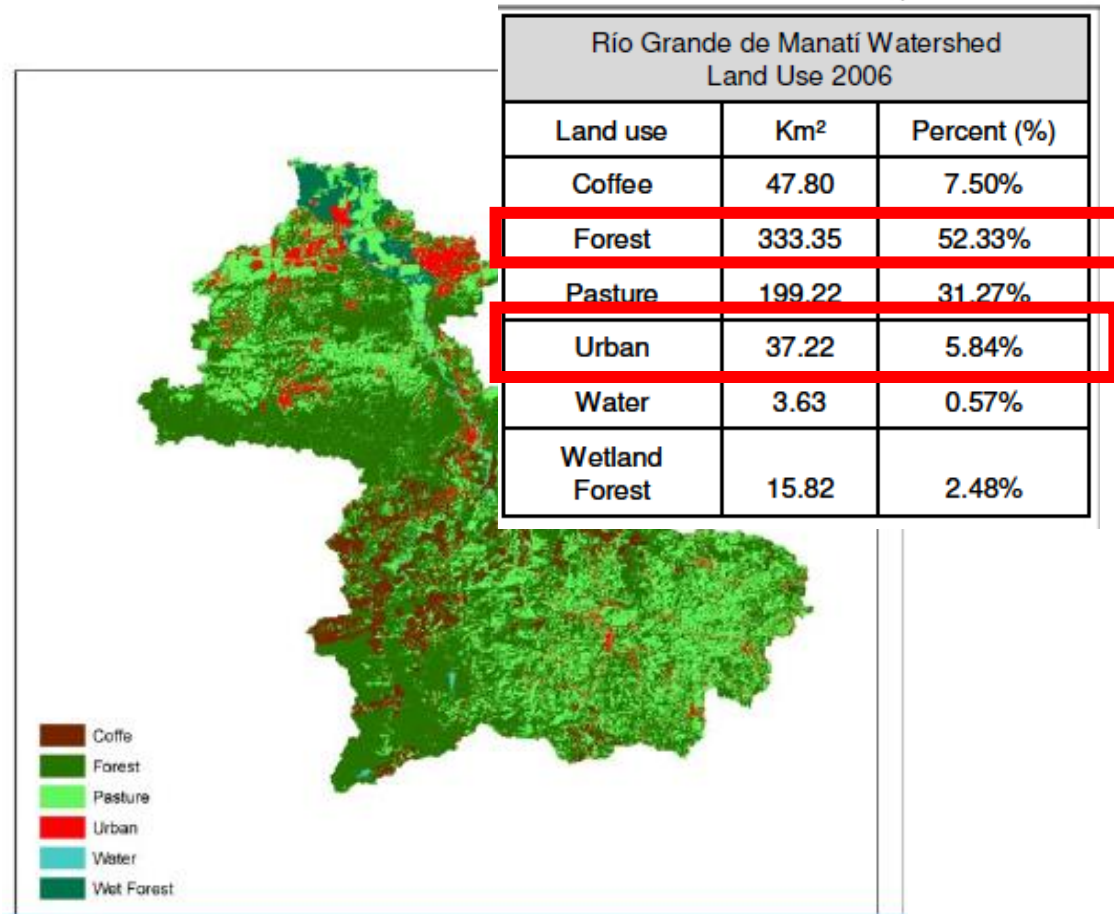 Río Grande de Manatí Watershed
Land Use 2006
Land use Km² Percent (%)
Coffee 47.80 7.50%
Forest 333.35 52.33%
Pasture 199.22 31.27%
Urban 37.22 5.84%
Water 3.63 0.57%
Wetland
Forest 15.82 2.48%
Coffe
Forest
Pasture
Urban
Water
Wet Forest